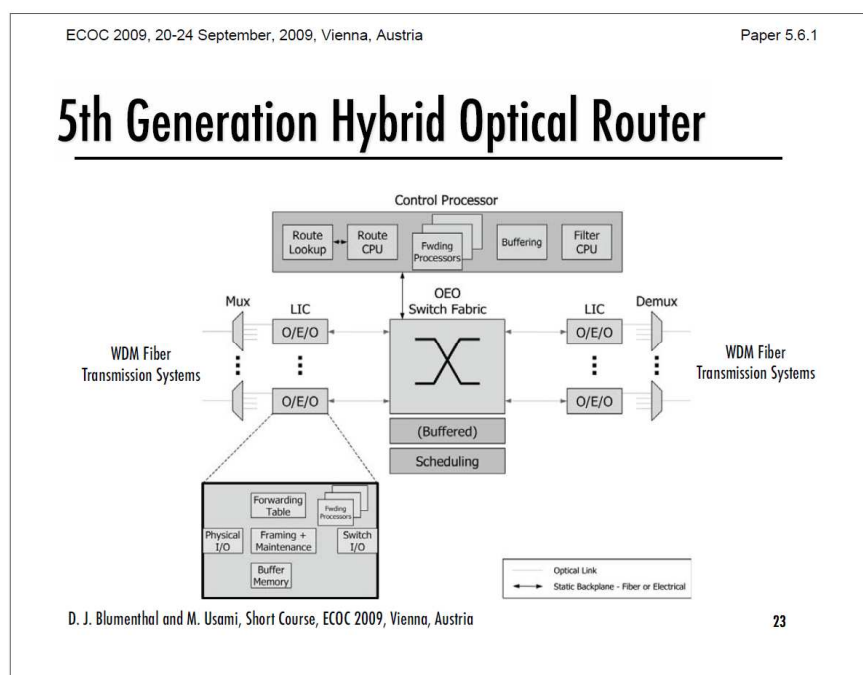 ECOC 2009, 20-24 September, 2009, Vienna, Austria
Paper 5.6.1
5th Generation Hybrid Optical Router
Control Processor
Route
Lookup
Route
CPU
Fwding
Processors
Buffering
Filter
CPU
OEO
Switch Fabric
Mux
LIC
O/E/O
LIC
O/E/O
Demux
WDM Fiber
Transmission Systems
WDM Fiber
Transmission Systems
O/E/O
O/E/O
(Buffered)
Scheduling
Forwarding
Table
Fwding
Processors
Physical
I/O
Framing +
Maintenance
Switch
I/O
Buffer
Memory
Optical Link
Static Backplane - Fiber or Electrical
D. J. Blumenthal and M. Usami, Short Course, ECOC 2009, Vienna, Austria
23